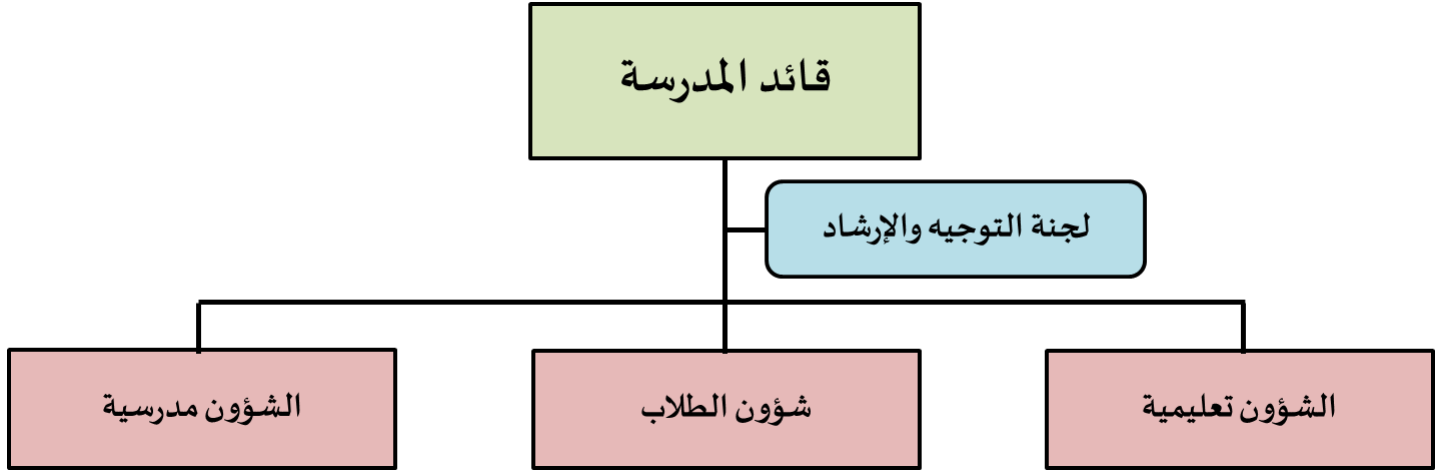 قائد المدرسة
لجنة التوجيه والإرشاد
الشؤون تعليمية
شؤون الطلاب
الشؤون مدرسية